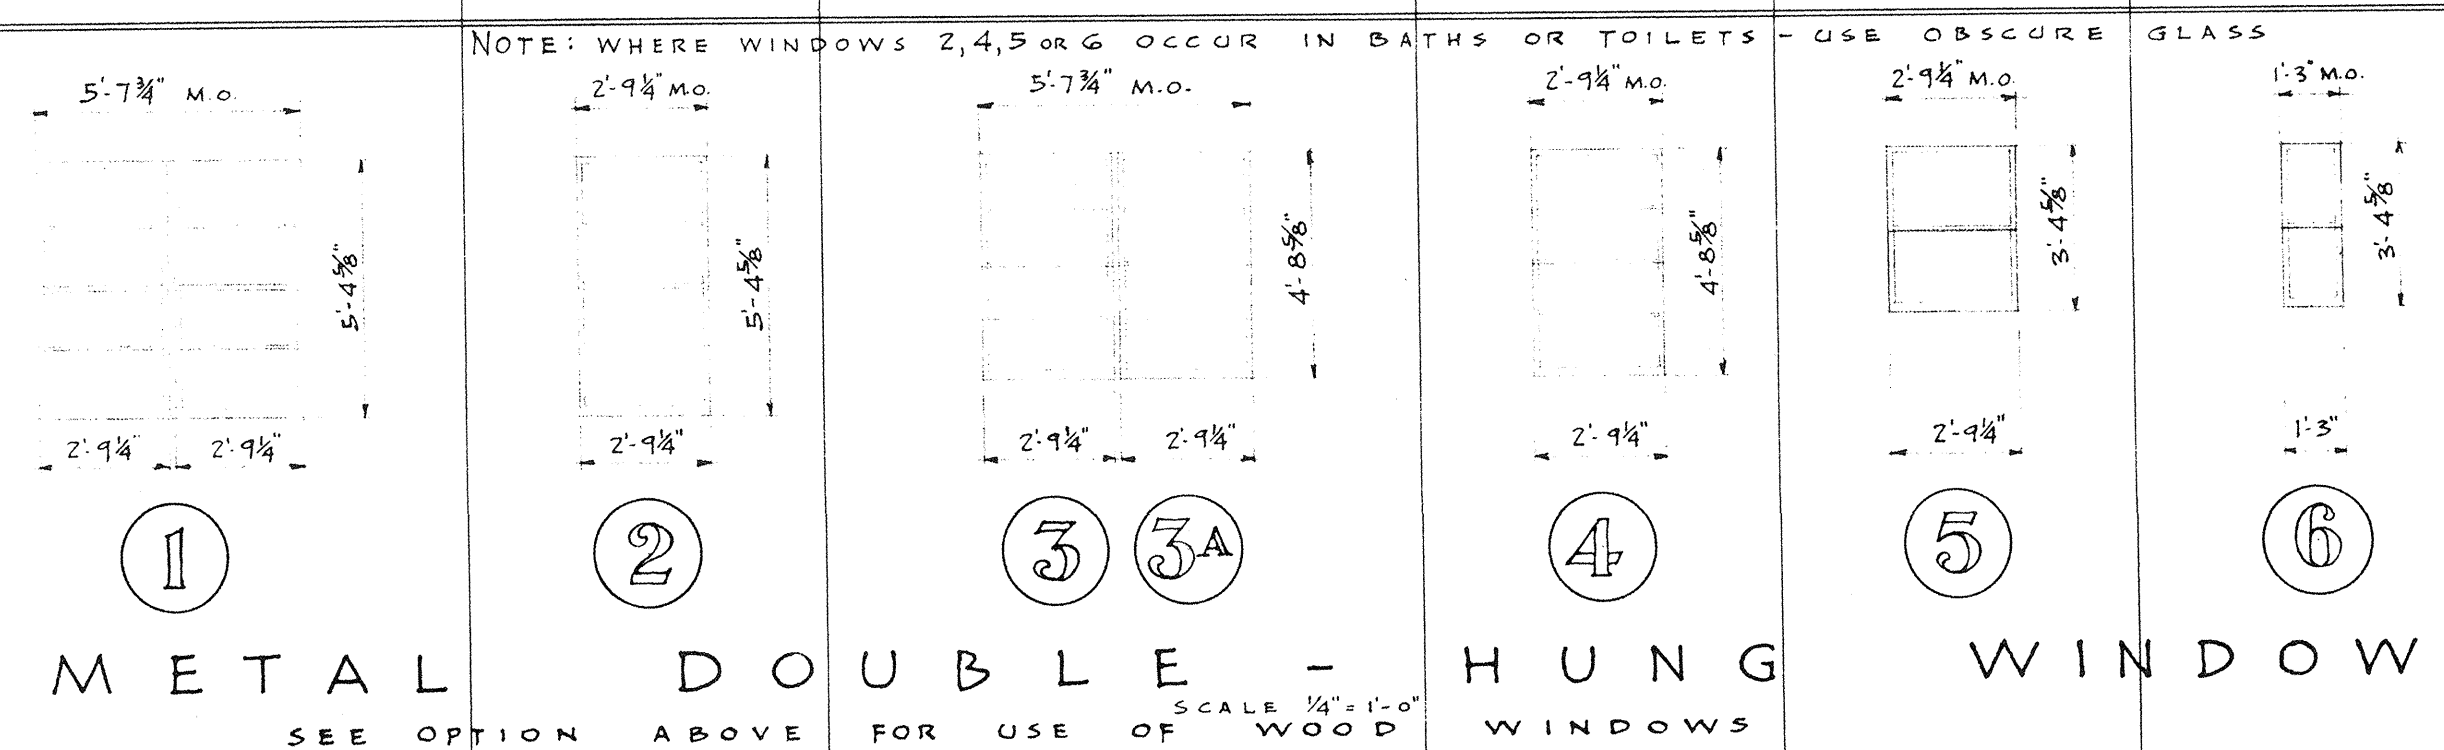 NOTE: WHERE WINDOWS 2,4,5 OR 6 OCCUR IN BATHS OR TOILETS - USE OBSCURE GLASS
5'-7¾" M.O.
2'-9¼" M.O.
5'-7¾" M.O.
2'-9¼" M.O.
2'-9¼" M.O.
1'-3" M.O.
5'-4⅝"
5'-4⅝"
4'-8⅝"
4'-8⅝"
3'-4⅝"
3'-4⅝"
2'-9¼" 2'-9¼"
2'-9¼"
2'-9¼" 2'-9¼"
2'-9¼"
2'-9¼"
1'-3"
1
2
3
3A
4
5
6
METAL DOUBLE-HUNG WINDOW
SCALE ¼"=1'-0"
SEE OPTION ABOVE FOR USE OF WOOD WINDOWS